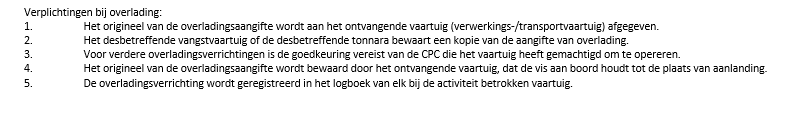 Verplichtingen bij overlading:
1. Het origineel van de overladingsaangifte wordt aan het ontvangende vaartuig (verwerkings-/transportvaartuig) afgegeven.
2. Het desbetreffende vangstvaartuig of de desbetreffende tonnara bewaart een kopie van de aangifte van overlading.
3. Voor verdere overladingsverrichtingen is de goedkeuring vereist van de CPC die het vaartuig heeft gemachtigd om te opereren.
4. Het origineel van de overladingsaangifte wordt bewaard door het ontvangende vaartuig, dat de vis aan boord houdt tot de plaats van aanlanding.
5. De overladingsverrichting wordt geregistreerd in het logboek van elk bij de activiteit betrokken vaartuig.